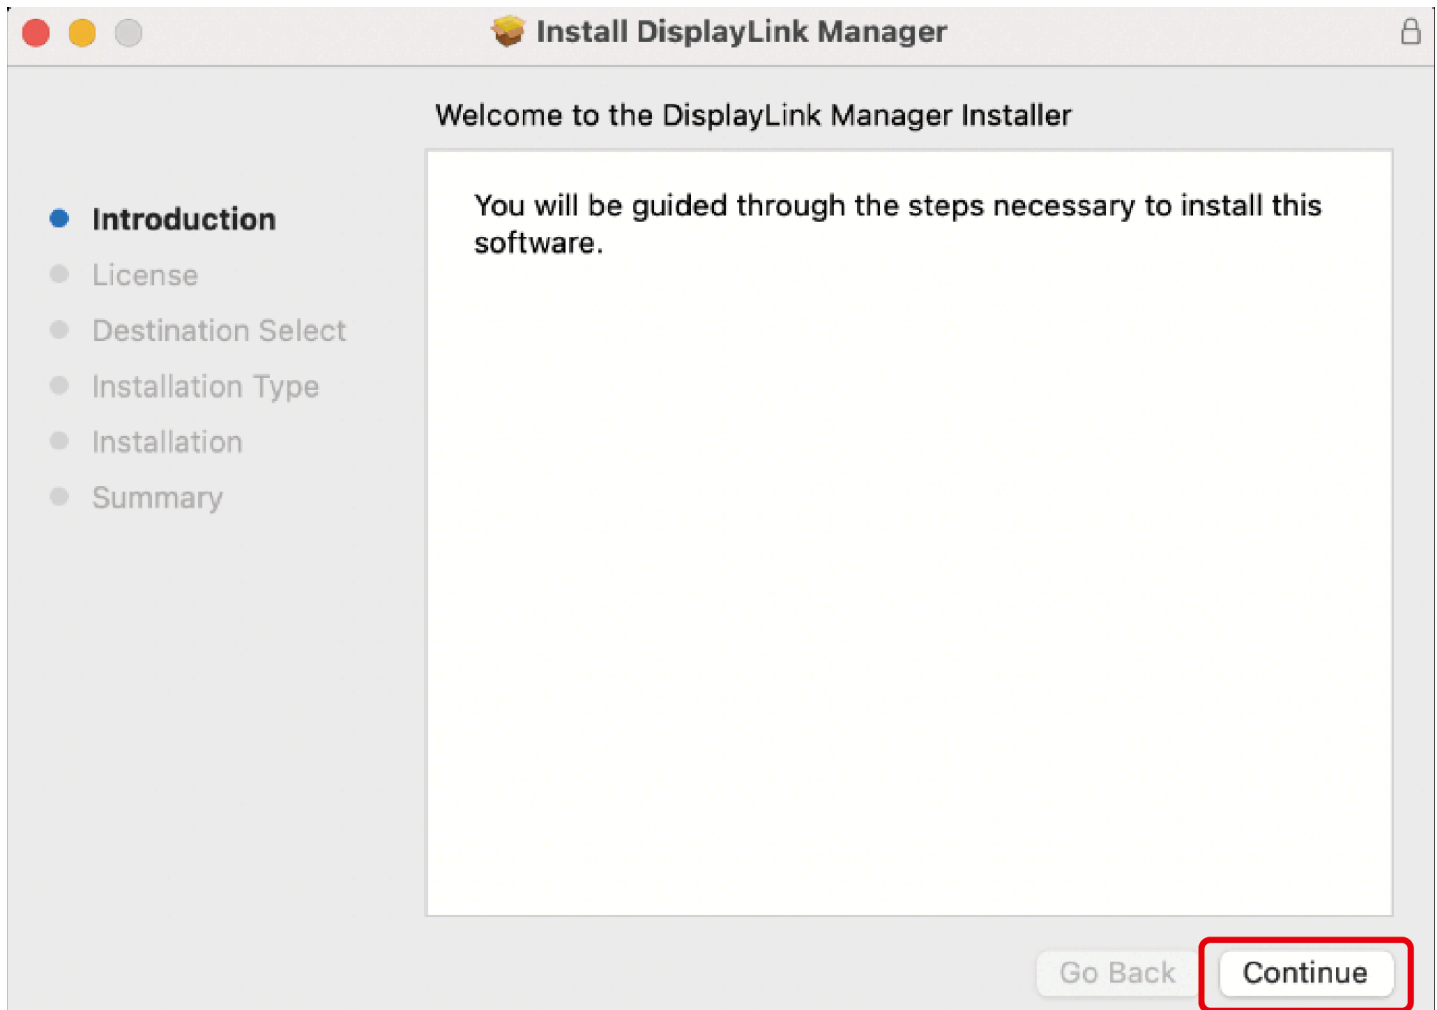 Install DisplayLink Manager
Welcome to the DisplayLink Manager Installer
Introduction
License
Destination Select
Installation Type
Installation
Summary
You will be guided through the steps necessary to install this
software.
Go Back
Continue